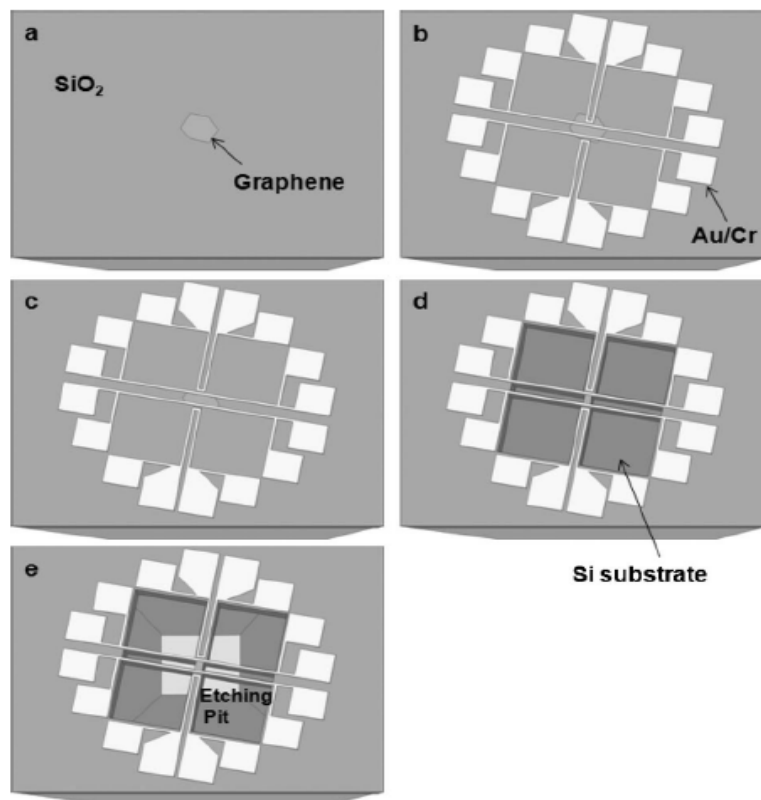 a
SiO₂
Graphene
b
Au/Cr
c
d
Si substrate
e
Etching
Pit